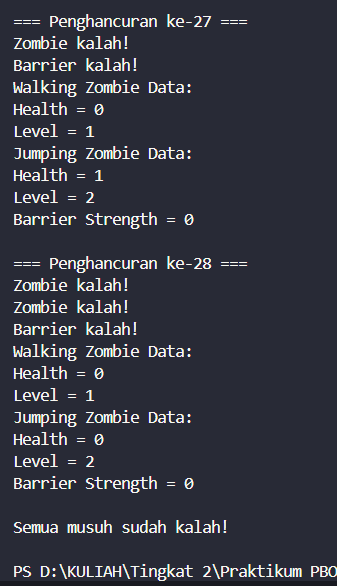 === Penghancuran ke-27 ===
Zombie kalah!
Barrier kalah!
Walking Zombie Data:
Health = 0
Level = 1
Jumping Zombie Data:
Health = 1
Level = 2
Barrier Strength = 0
=== Penghancuran ke-28 ===
Zombie kalah!
Zombie kalah!
Barrier kalah!
Walking Zombie Data:
Health = 0
Level = 1
Jumping Zombie Data:
Health = 0
Level = 2
Barrier Strength = 0
Semua musuh sudah kalah!
PS D:\KULIAH\Tingkat 2\Praktikum PBO